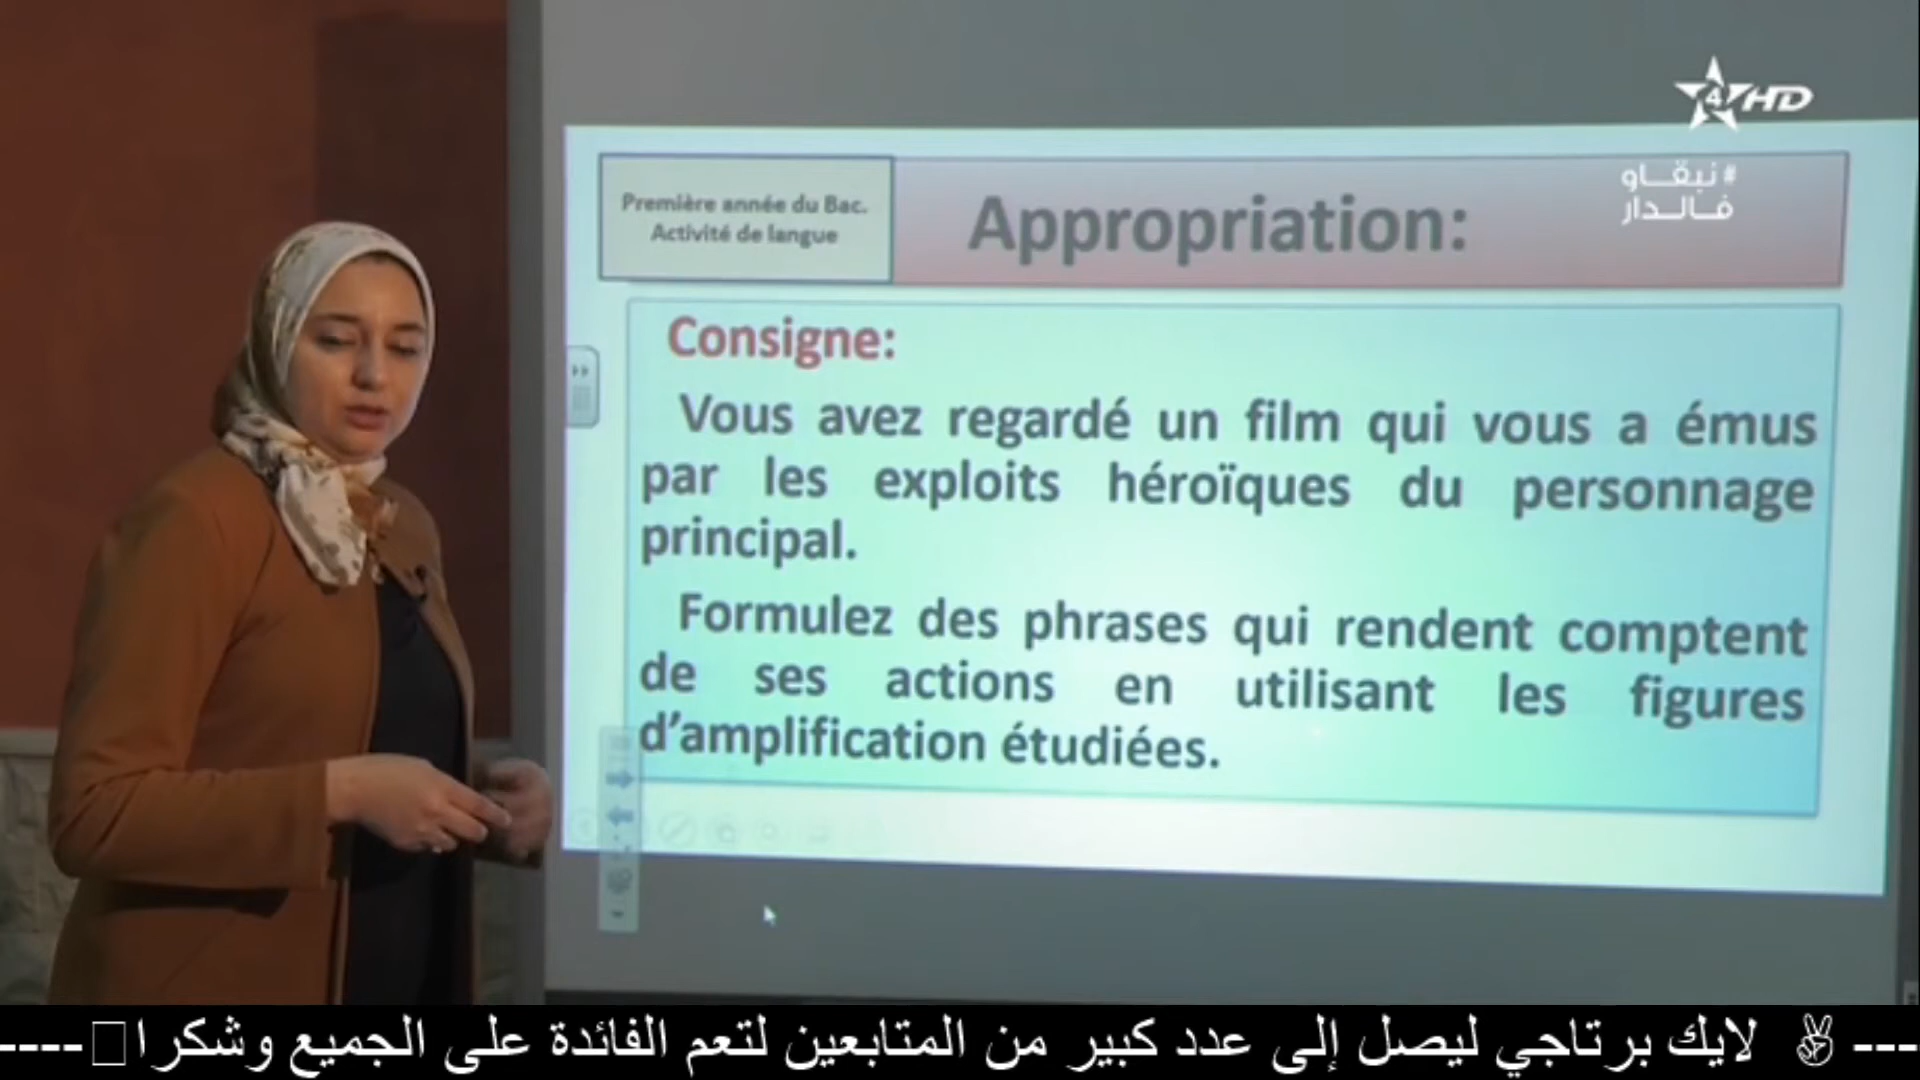 4 HD
#نبقاو
فالدار
Première année du Bac.
Activité de langue
Appropriation:
Consigne:
Vous avez regardé un film qui vous a émus
par les exploits héroïques du personnage
principal.
Formulez des phrases qui rendent comptent
de ses actions en utilisant les figures
d’amplification étudiées.
--- ✌ لايك برتاجي ليصل إلى عدد كبير من المتابعين لتعم الفائدة على الجميع وشكرا----